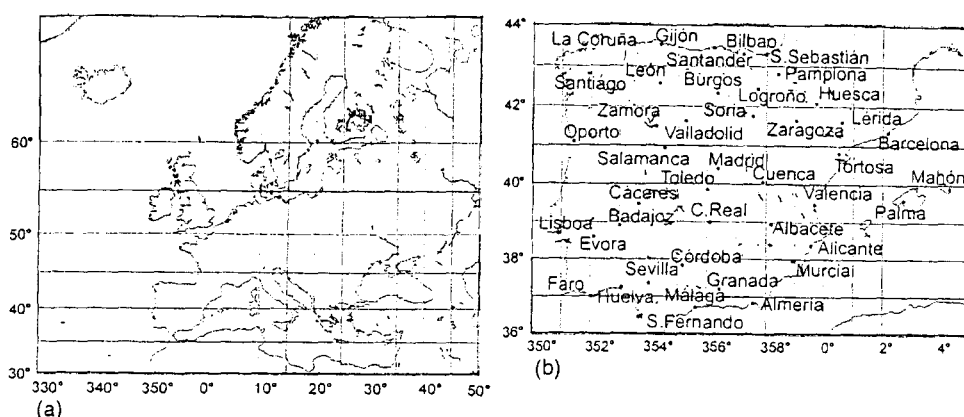 60°
50°
40°
30°
330° 340° 350° 0° 10° 20° 30° 40° 50°
(a)
44°
42°
40°
38°
36°
La Coruña Gijón Bilbao
Santander S.Sebastián
León Burgos Pamplona
Santiago Logroño Huesca
Zamora Soria Lérida
Oporto Valladolid Zaragoza
Barcelona
Salamanca Madrid Tortosa
Toledo Cuenca Mahón
Cáceres Valencia
Badajoz C.Real Palma
Lisboa Albacete
Evora Alicante
Córdoba
Sevilla Granada Murciai
Faro Huelva Málaga Almeria
S.Fernando
350° 352° 354° 356° 358° 0° 2° 4°
(b)